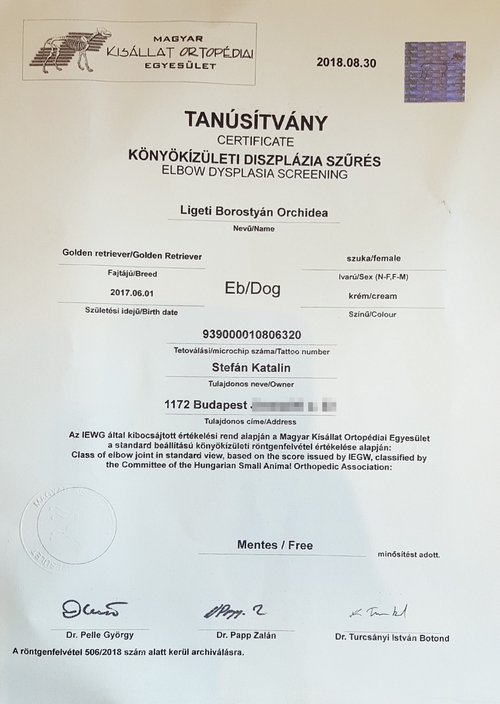 MAGYAR
KISÁLLAT ORTOPÉDIAI
EGYESÜLET
2018.08.30
TANÚSÍTVÁNY
CERTIFICATE
KÖNYÖKÍZÜLETI DISZPLÁZIA SZŰRÉS
ELBOW DYSPLASIA SCREENING
Ligeti Borostyán Orchidea
Nevű/Name
Golden retriever/Golden Retriever
Fajtájú/Breed
szuka/female
Ivarú/Sex (N-F,F-M)
Eb/Dog
2017.06.01
Születési idejű/Birth date
krém/cream
Színű/Colour
939000010806320
Tetoválási/microchip száma/Tattoo number
Stefán Katalin
Tulajdonos neve/Owner
1172 Budapest
Tulajdonos címe/Address
Az IEWG által kibocsájtott értékelési rend alapján a Magyar Kisállat Ortopédiai Egyesület
a standard beállítású könyökízületi röntgenfelvétel értékelése alapján:
Class of elbow joint in standard view, based on the score issued by IEGW, classified by
the Committee of the Hungarian Small Animal Orthopedic Association:
Mentes / Free
minősítést adott.
Dr. Pelle György
Dr. Papp Zalán
Dr. Turcsányi István Botond
A röntgenfelvétel 506/2018 szám alatt kerül archiválásra.